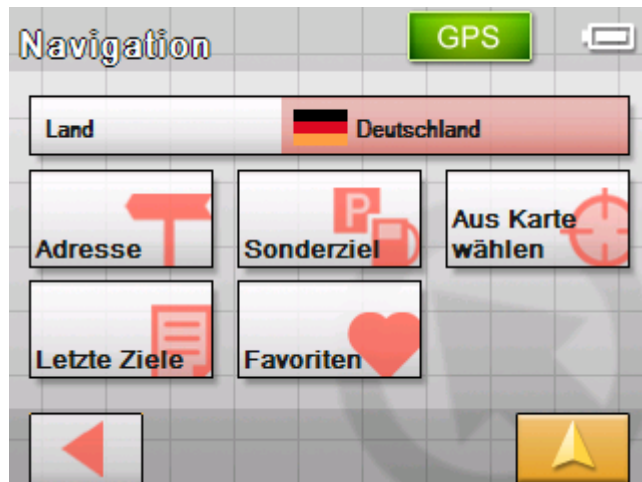 Navigation
GPS
Land
Deutschland
Adresse
P
Sonderziel
Aus Karte
wählen
Letzte Ziele
Favoriten